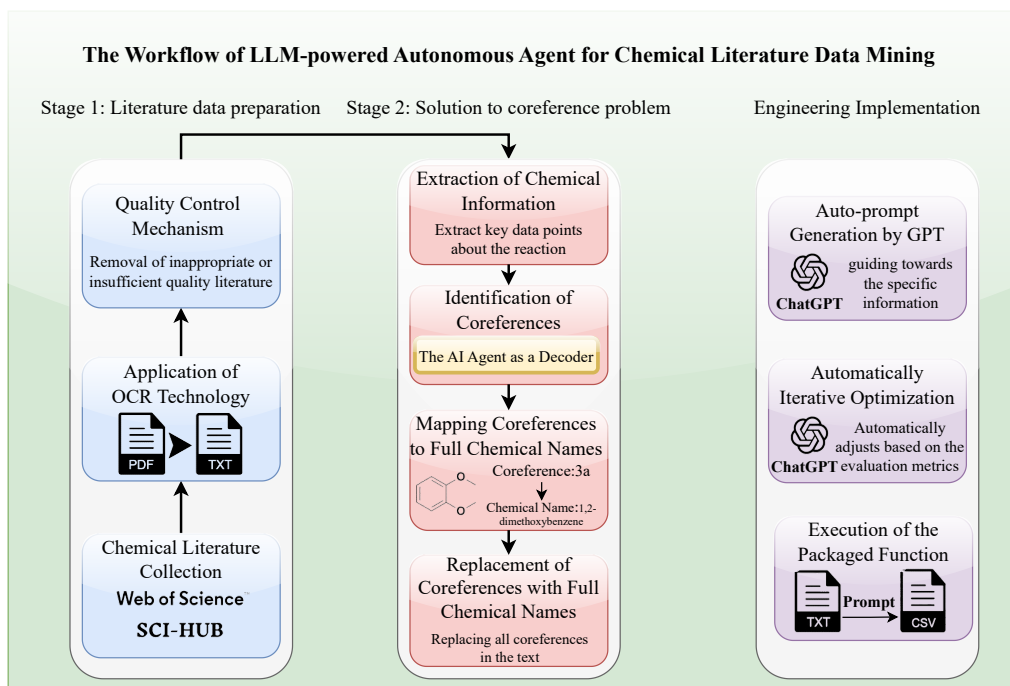 The Workflow of LLM-powered Autonomous Agent for Chemical Literature Data Mining
Stage 1: Literature data preparation
Quality Control
Mechanism
Removal of inappropriate or
insufficient quality literature
Application of
OCR Technology
PDF
TXT
Chemical Literature
Collection
Web of Science™
SCI-HUB
Stage 2: Solution to coreference problem
Extraction of Chemical
Information
Extract key data points
about the reaction
Identification of
Coreferences
The AI Agent as a Decoder
Mapping Coreferences
to Full Chemical Names
O
O
Coreference:3a
Chemical Name:1,2-
dimethoxybenzene
Replacement of
Coreferences with Full
Chemical Names
Replacing all coreferences
in the text
Engineering Implementation
Auto-prompt
Generation by GPT
ChatGPT
guiding towards
the specific
information
Automatically
Iterative Optimization
ChatGPT
Automatically
adjusts based on the
evaluation metrics
Execution of the
Packaged Function
TXT
Prompt
CSV